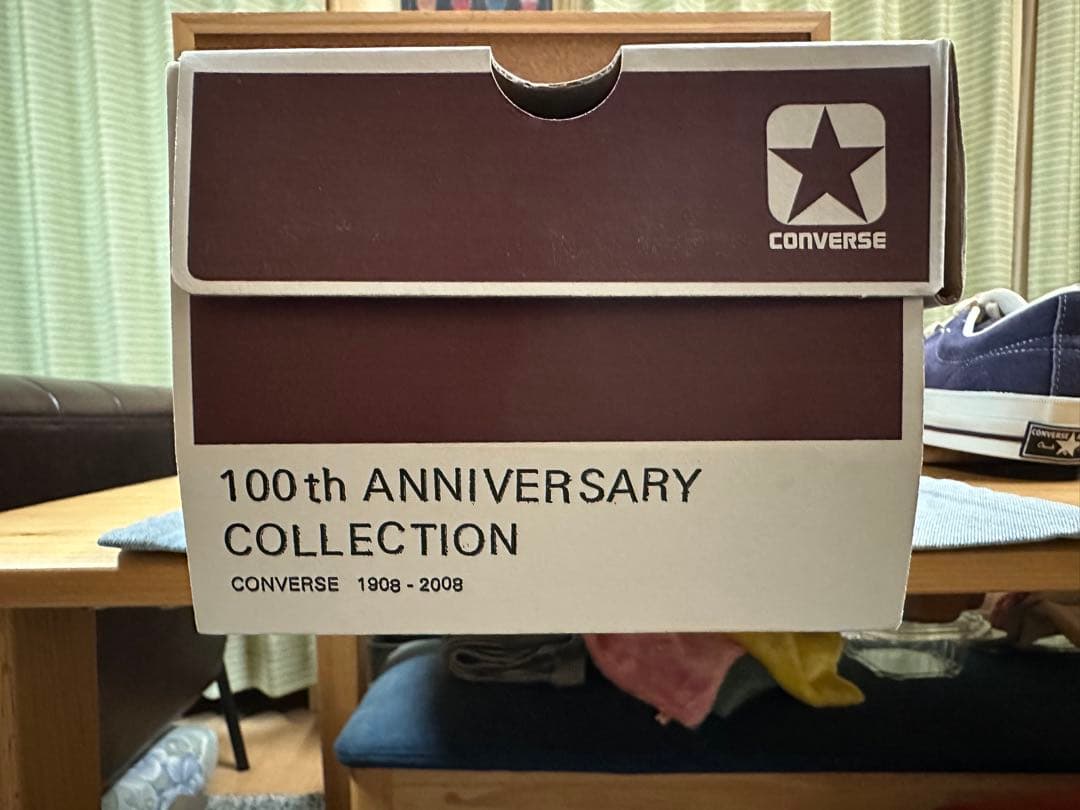 CONVERSE
100th ANNIVERSARY
COLLECTION
CONVERSE 1908 - 2008
CONVERSE